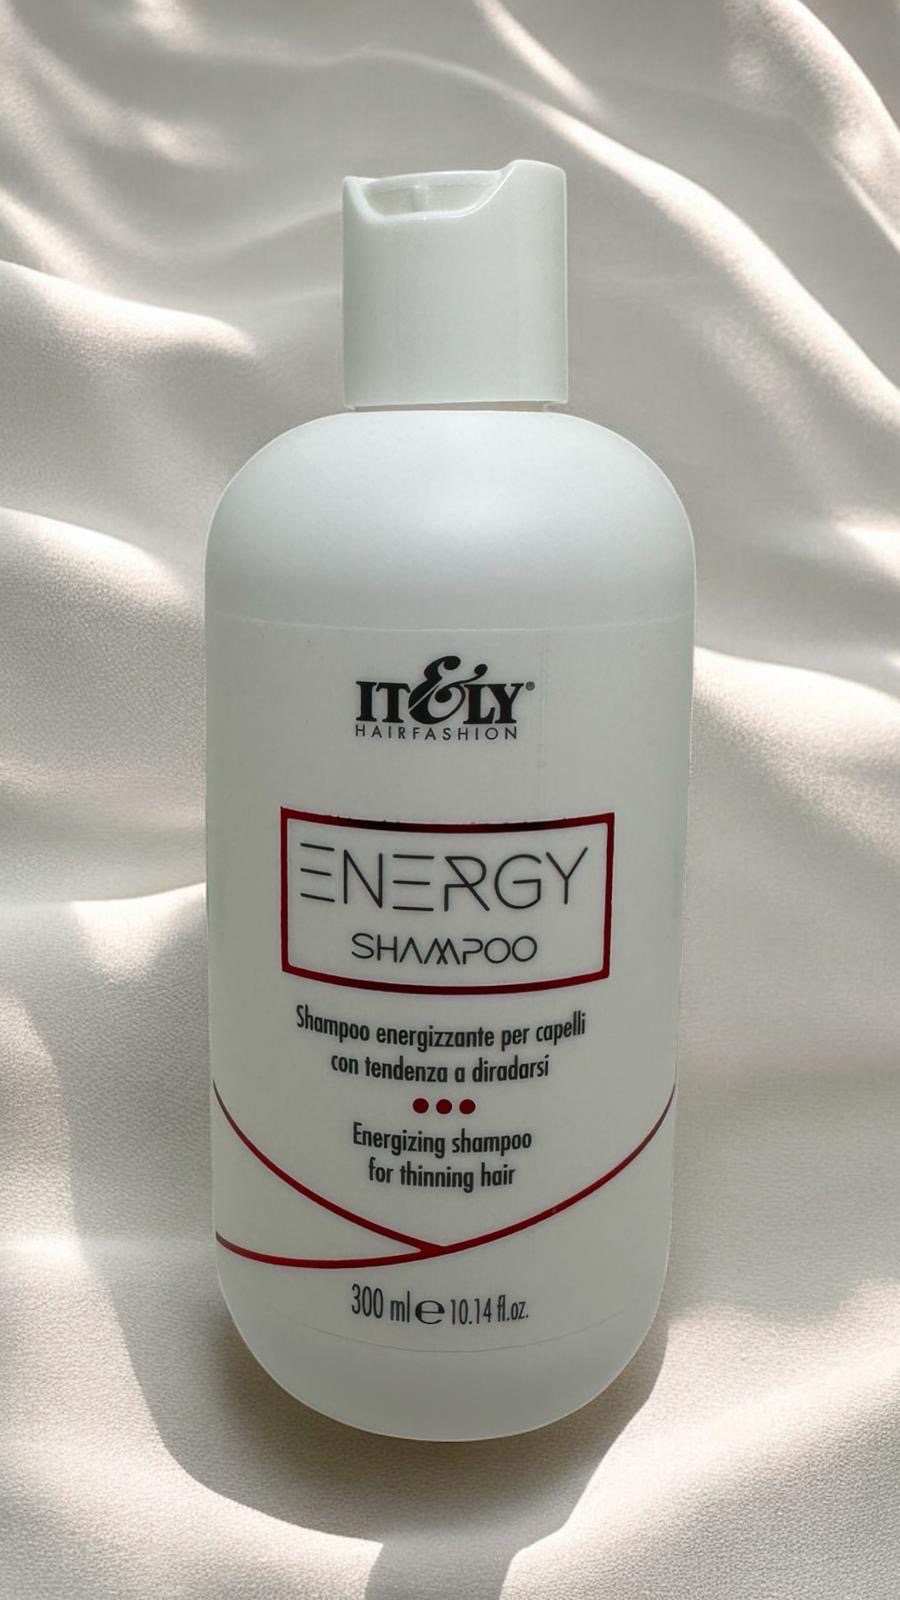 IT&LY®
HAIRFASHION
ENERGY
SHAMPOO
Shampoo energizzante per capelli
con tendenza a diradarsi
Energizing shampoo
for thinning hair
300 ml ℮ 10.14 fl.oz.